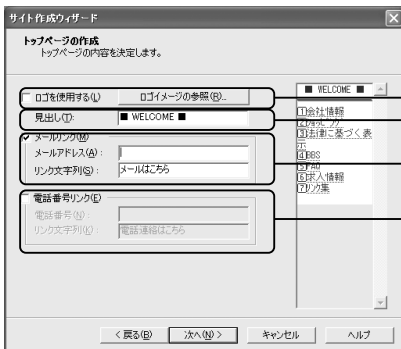 サイト作成ウィザード
トップページの作成
トップページの内容を決定します。
ロゴを使用する(L)
ロゴイメージの参照(R)...
見出し(T):
■ WELCOME ■
メールリンク(M)
メールアドレス(A):
リンク文字列(S):
メールはこちら
電話番号リンク(E)
電話番号(N):
リンク文字列(K):
電話連絡はこちら
■ WELCOME ■
1会社情報
3法律に基づく表
示
4BBS
5FAQ
6求人情報
7リンク集
< 戻る(B)
次へ(N) >
キャンセル
ヘルプ